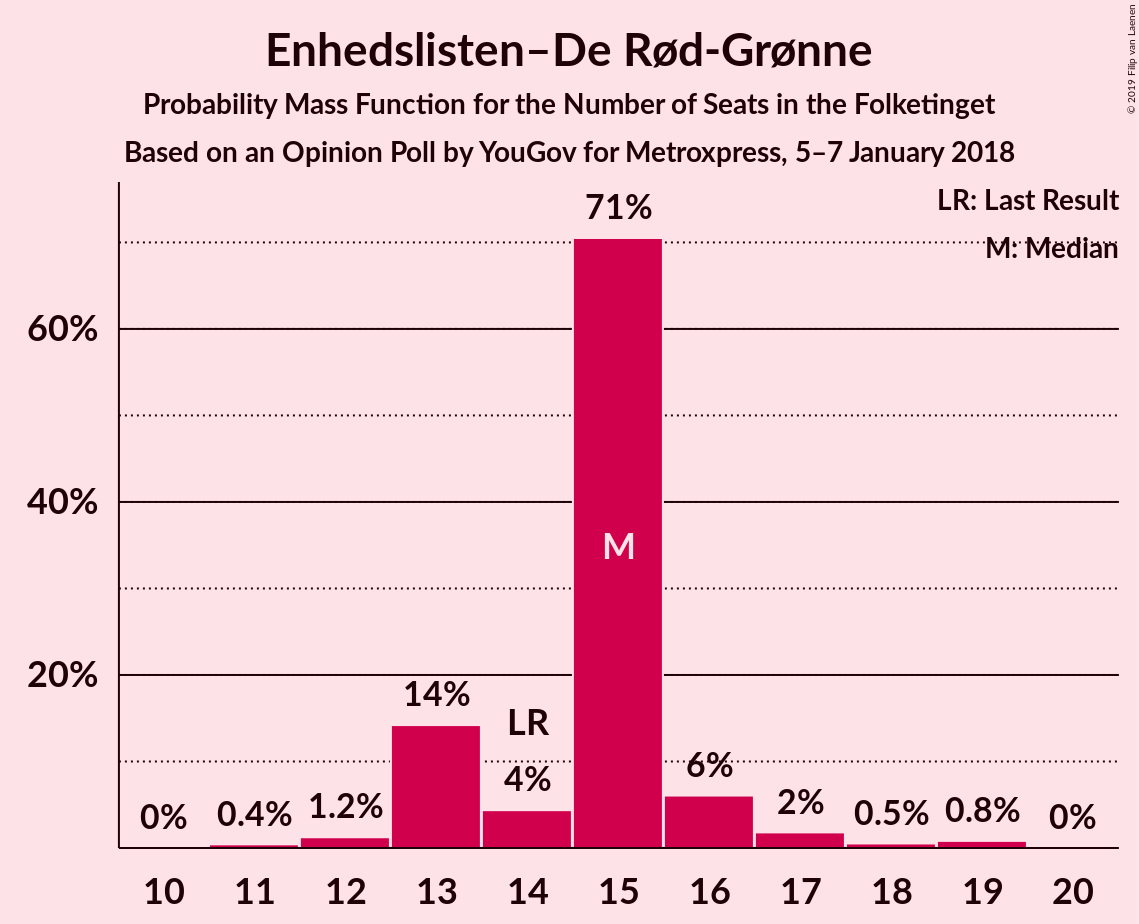 Enhedslisten–De Rød-Grønne
Probability Mass Function for the Number of Seats in the Folketinget
Based on an Opinion Poll by YouGov for Metroxpress, 5–7 January 2018
© 2019 Filip van Laenen
LR: Last Result
M: Median
71%
60%
40%
M
20%
14%
LR
4%
6%
0%
0.4%
1.2%
2%
0.5%
0.8%
0%
10 11 12 13 14 15 16 17 18 19 20